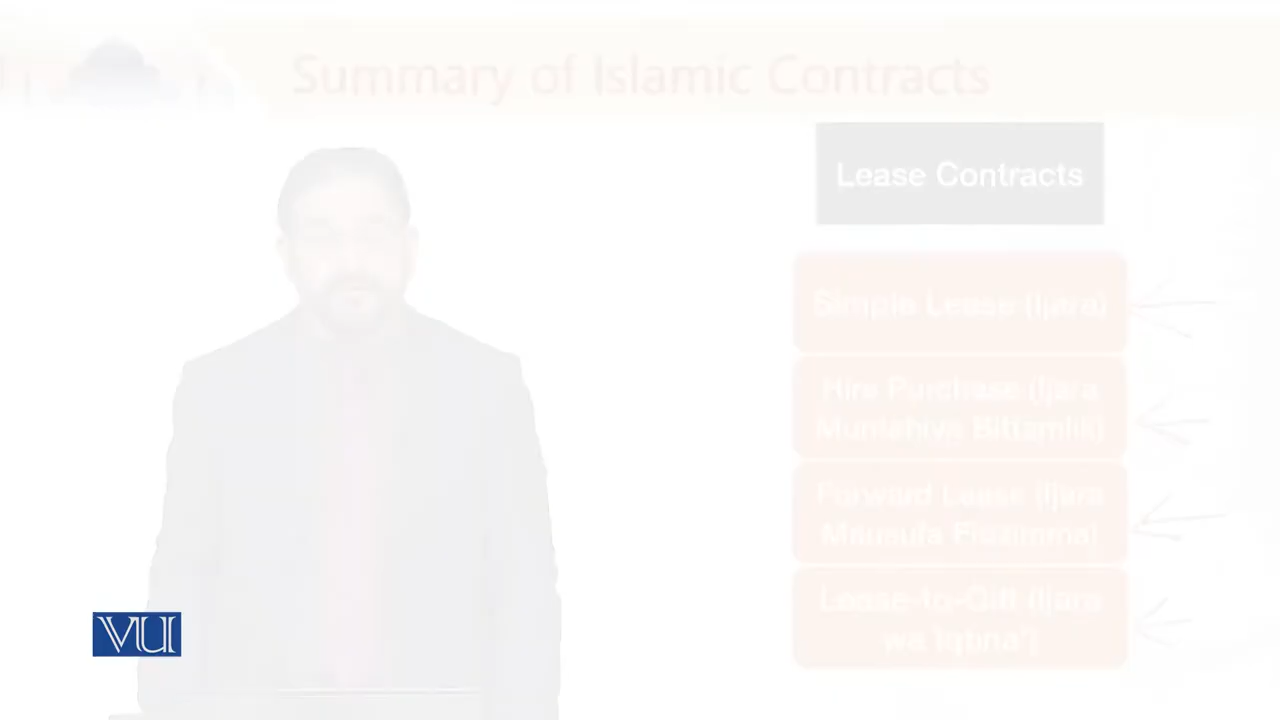 Summary of Islamic Contracts
Lease Contracts
Simple Lease (Ijara)
Hire Purchase (Ijara
Muntahiya Bittamlik)
Forward Lease (Ijara
Mausufa Fizzimma)
Lease-to-Gift (Ijara
wa Iqtina')
VU